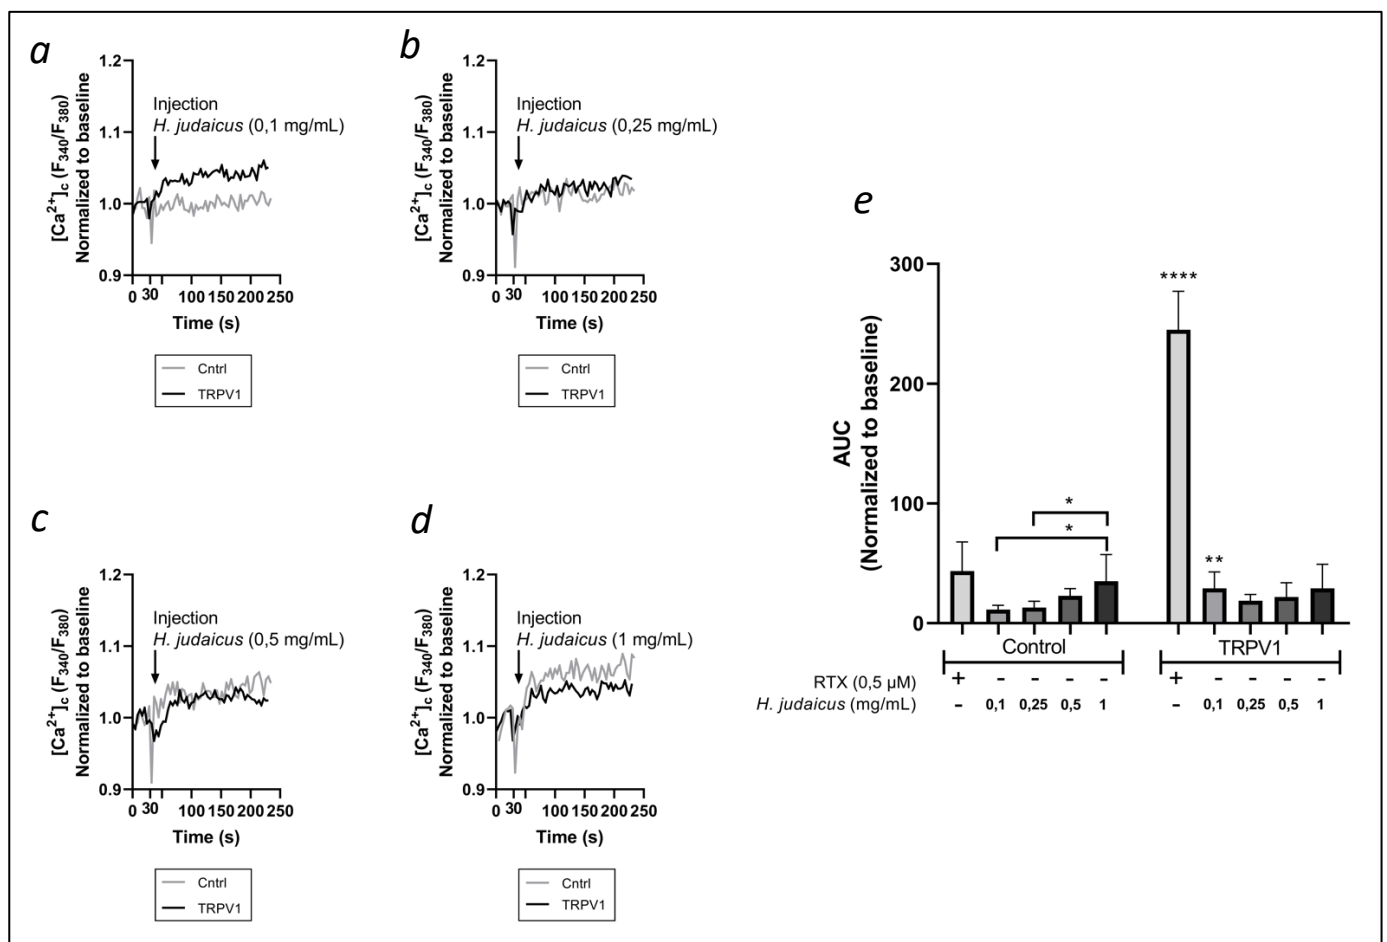 a
1.2
1.1
1.0
0.9
[Ca²⁺]c (F340/F380)
Normalized to baseline
Injection
H. judaicus (0,1 mg/mL)
0 30 100 150 200 250
Time (s)
Cntrl
TRPV1
b
1.2
1.1
1.0
0.9
[Ca²⁺]c (F340/F380)
Normalized to baseline
Injection
H. judaicus (0,25 mg/mL)
0 30 100 150 200 250
Time (s)
Cntrl
TRPV1
c
1.2
1.1
1.0
0.9
[Ca²⁺]c (F340/F380)
Normalized to baseline
Injection
H. judaicus (0,5 mg/mL)
0 30 100 150 200 250
Time (s)
Cntrl
TRPV1
d
1.2
1.1
1.0
0.9
[Ca²⁺]c (F340/F380)
Normalized to baseline
Injection
H. judaicus (1 mg/mL)
0 30 100 150 200 250
Time (s)
Cntrl
TRPV1
e
300
200
100
0
AUC
(Normalized to baseline)
****
*
*
**
Control TRPV1
RTX (0,5 µM) + - - - - + - - - -
H. judaicus (mg/mL) - 0,1 0,25 0,5 1 - 0,1 0,25 0,5 1